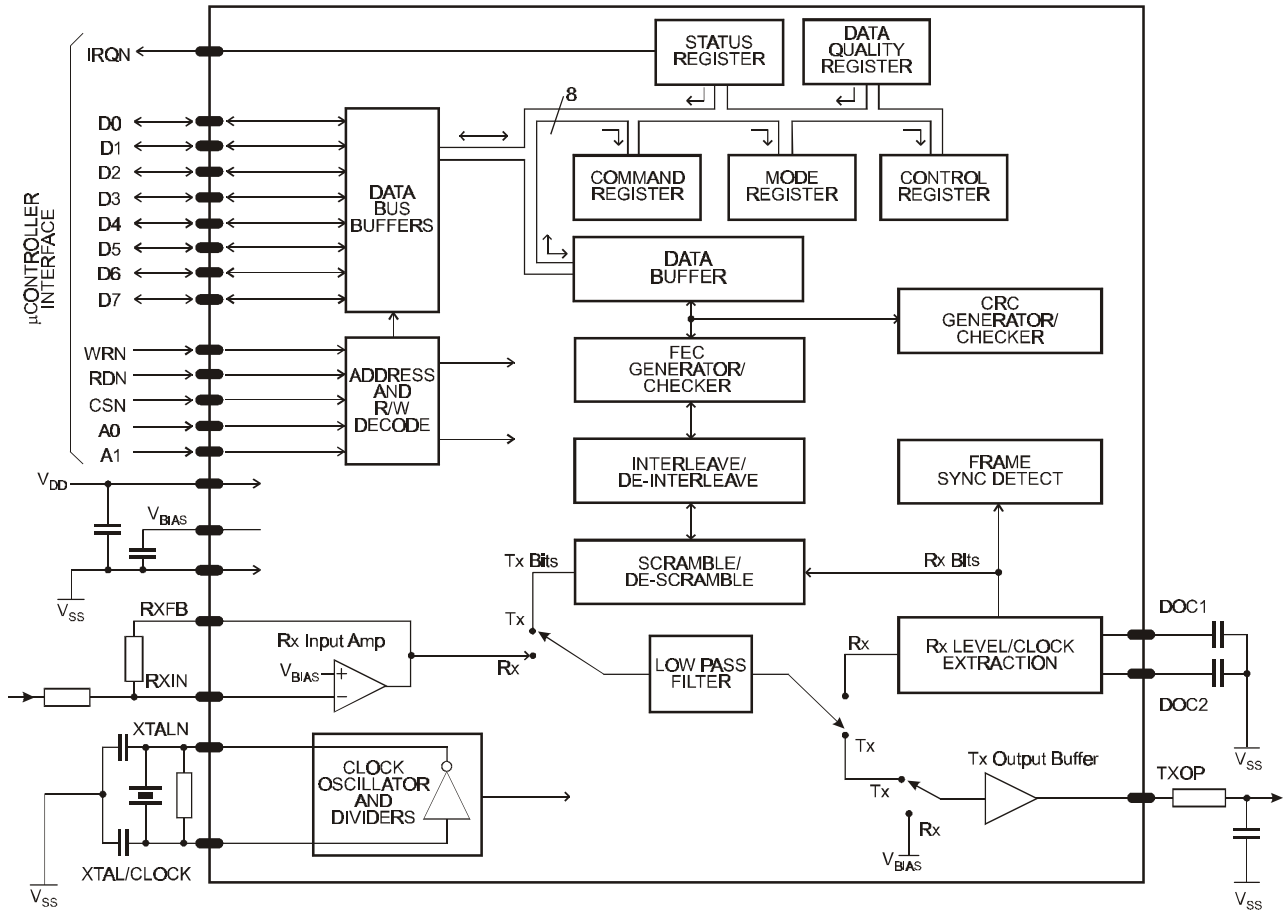 IRQN
STATUS
REGISTER
DATA
QUALITY
REGISTER
8
D0
D1
D2
D3
D4
D5
D6
D7
µCONTROLLER
INTERFACE
DATA
BUS
BUFFERS
COMMAND
REGISTER
MODE
REGISTER
CONTROL
REGISTER
DATA
BUFFER
CRC
GENERATOR/
CHECKER
WRN
RDN
CSN
A0
A1
ADDRESS
AND
R/W
DECODE
FEC
GENERATOR/
CHECKER
INTERLEAVE/
DE-INTERLEAVE
FRAME
SYNC DETECT
VDD
VBIAS
VSS
Tx Bits
SCRAMBLE/
DE-SCRAMBLE
Rx Bits
RXFB
Rx Input Amp
VBIAS
+
−
RXIN
Tx
Rx
LOW PASS
FILTER
Rx
Tx
Rx LEVEL/CLOCK
EXTRACTION
DOC1
DOC2
VSS
XTALN
CLOCK
OSCILLATOR
AND
DIVIDERS
XTAL/CLOCK
VSS
Tx
Rx
VBIAS
Tx Output Buffer
TXOP
VSS